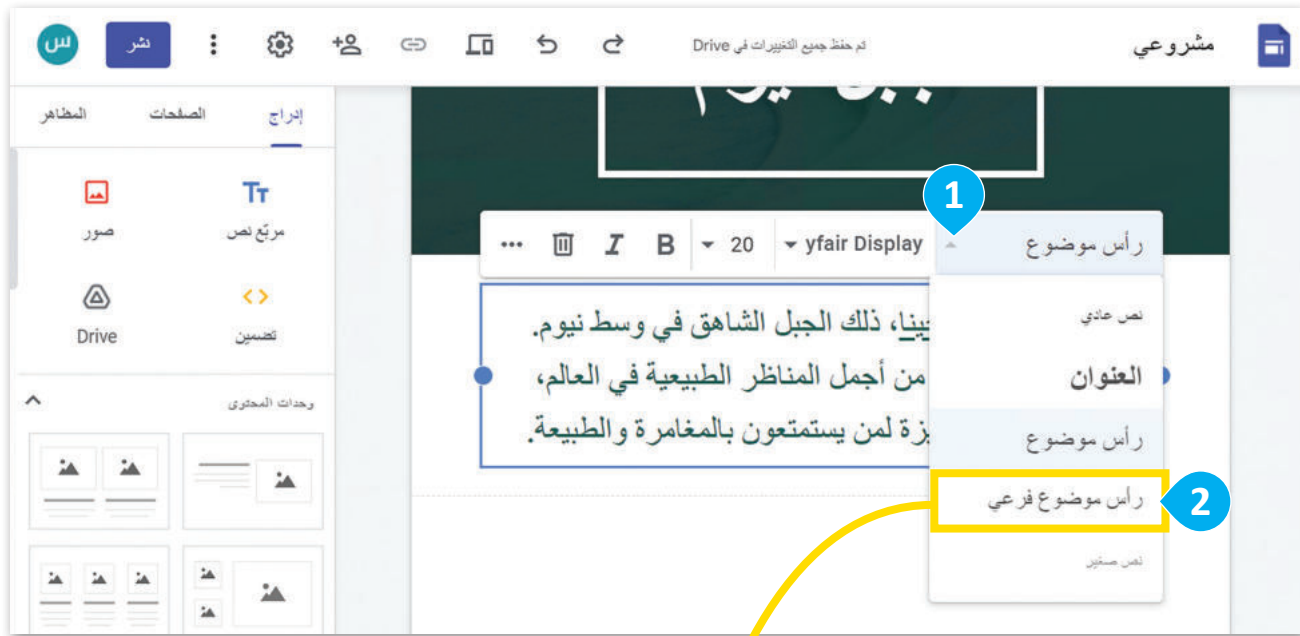 مشروعي
تم حفظ جميع التغييرات في Drive
نشر
س
إدراج
الصفحات
المظاهر
مربّع نص
صور
تضمين
Drive
وحدات المحتوى
1
رأس موضوع
yfair Display
20
B
I
نص عادي
العنوان
رأس موضوع
رأس موضوع فرعي
2
نص صغير
ذلك الجبل الشاهق في وسط نيوم.
من أجمل المناظر الطبيعية في العالم،
لمن يستمتعون بالمغامرة والطبيعة.